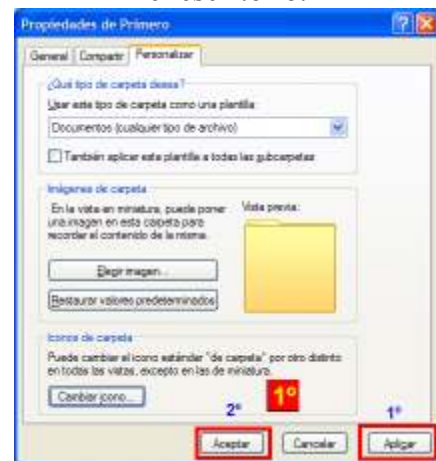 Propiedades de Primero
General Compartir Personalizar
¿Qué tipo de carpeta desea?
Usar este tipo de carpeta como una plantilla:
Documentos (cualquier tipo de archivo)
También aplicar esta plantilla a todas las subcarpetas
Imágenes de carpeta
En la vista en miniatura, puede poner
una imagen en esta carpeta para
recordar el contenido de la misma.
Vista previa:
Elegir imagen...
Restaurar valores predeterminados
Iconos de carpeta
Puede cambiar el icono estándar "de carpeta" por otro distinto
en todas las vistas, excepto en las de miniatura.
Cambiar icono...
1º
2º
1º
Aceptar Cancelar Aplicar